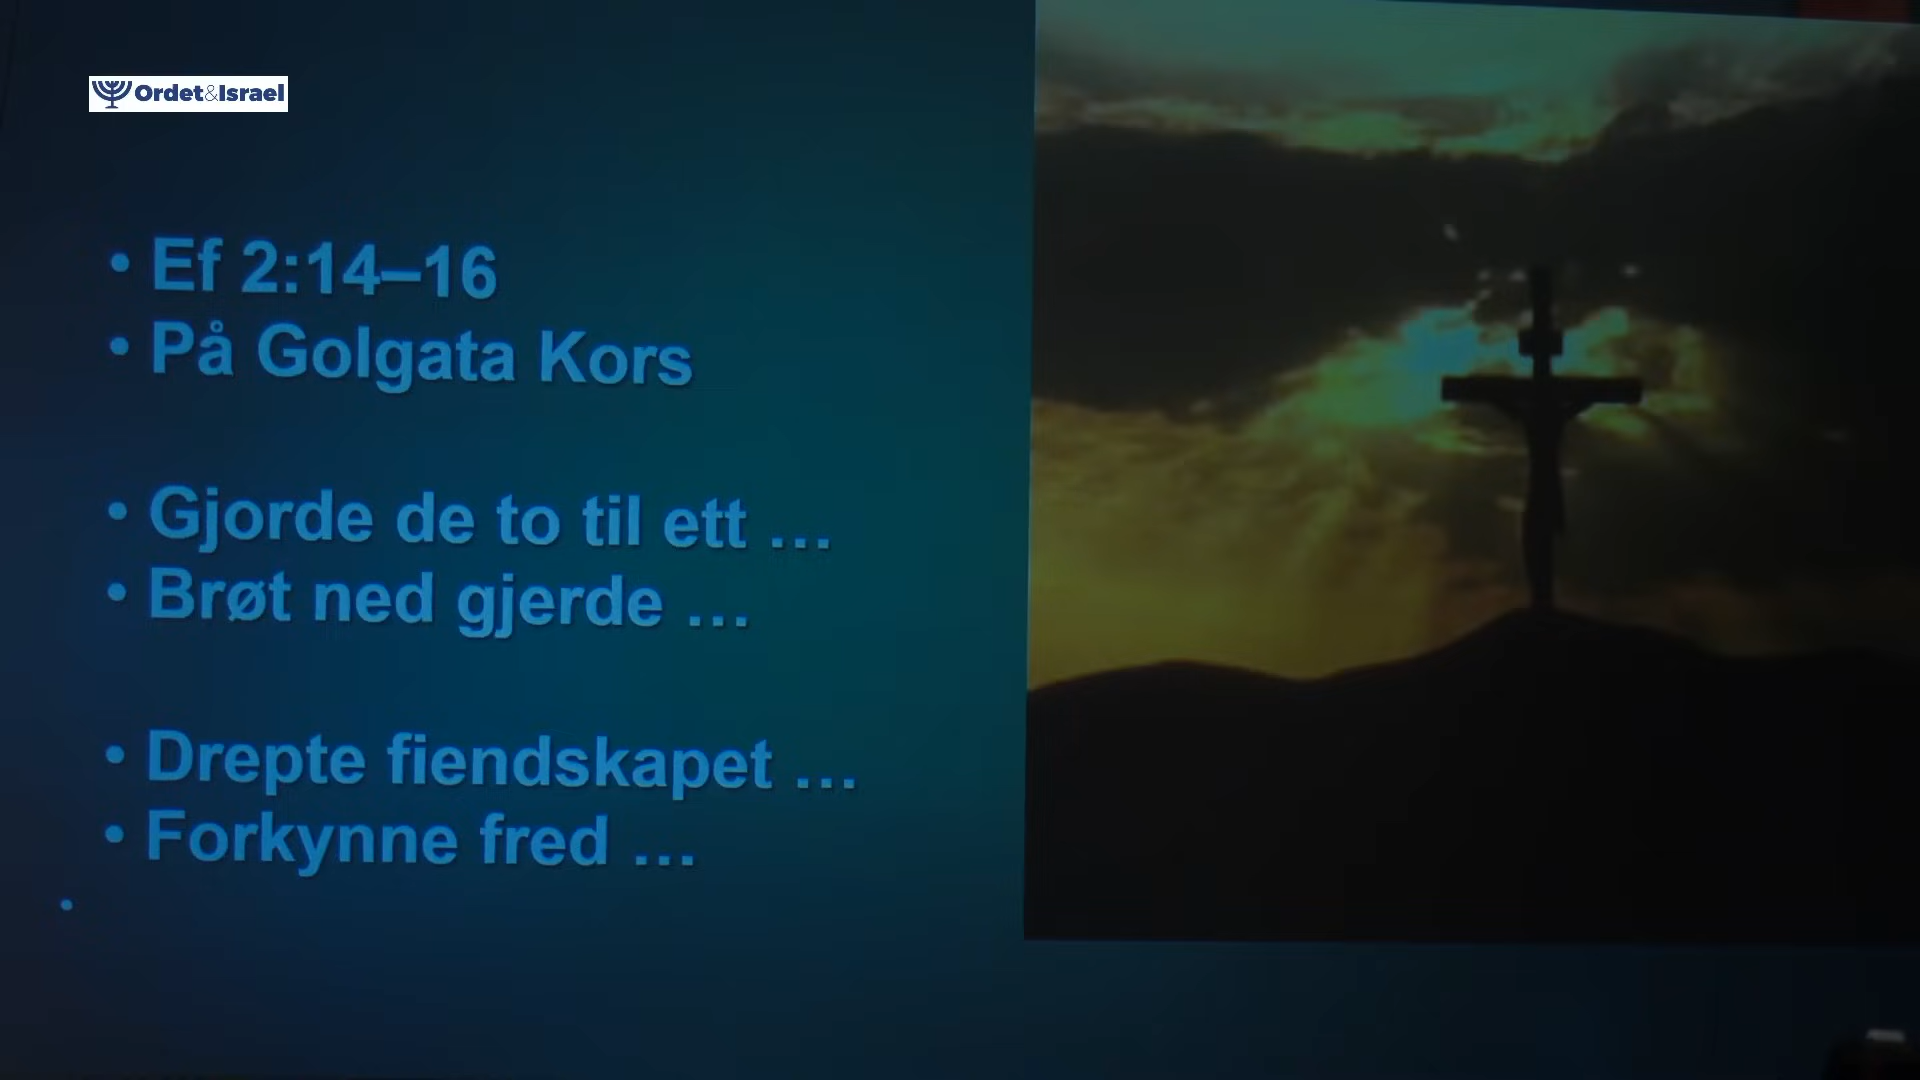 Ordet&Israel
• Ef 2:14–16
• På Golgata Kors
• Gjorde de to til ett …
• Brøt ned gjerde …
• Drepte fiendskapet …
• Forkynne fred …
•